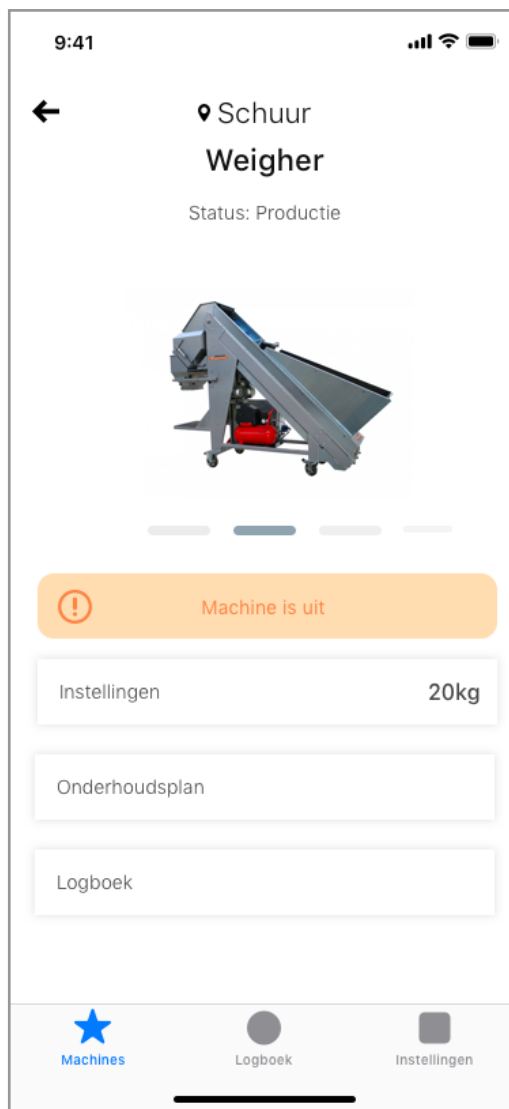 9:41
Schuur
Weigher
Status: Productie
Machine is uit
Instellingen 20kg
Onderhoudsplan
Logboek
Machines Logboek Instellingen